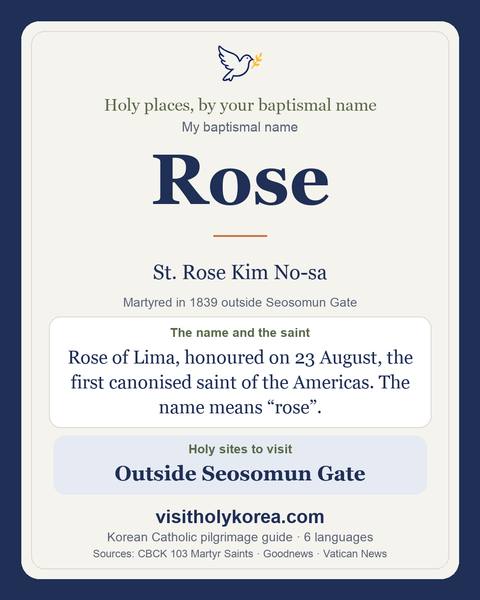 Holy places, by your baptismal name
My baptismal name
Rose
St. Rose Kim No-sa
Martyred in 1839 outside Seosomun Gate
The name and the saint
Rose of Lima, honoured on 23 August, the
first canonised saint of the Americas. The
name means “rose”.
Holy sites to visit
Outside Seosomun Gate
visitholykorea.com
Korean Catholic pilgrimage guide · 6 languages
Sources: CBCK 103 Martyr Saints · Goodnews · Vatican News